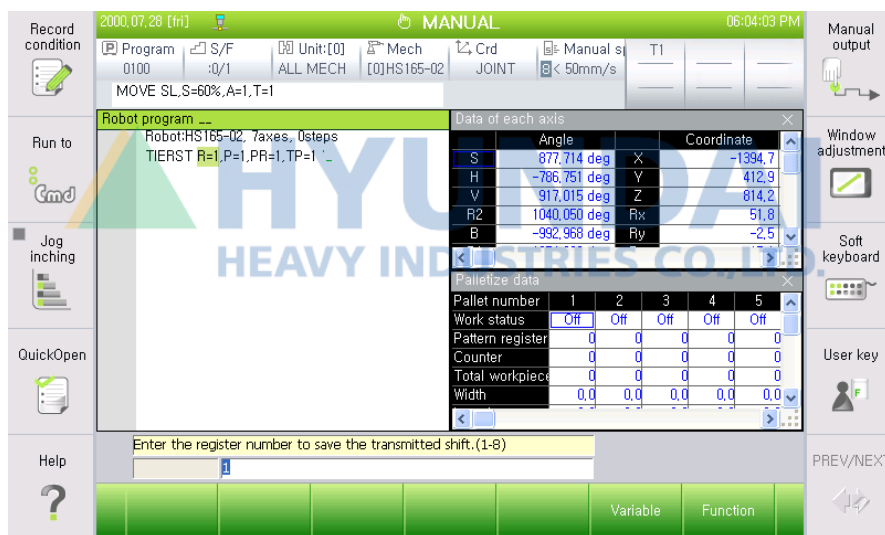 Record condition
Run to
Cmd
Jog inching
QuickOpen
Help
2000,07,28 [fri]
MANUAL
06:04:03 PM
P Program
0100
S/F
:0/1
Unit:[0]
ALL MECH
Mech
[0]HS165-02
Crd
JOINT
Manual s
8< 50mm/s
T1
MOVE SL,S=60%,A=1,T=1
Robot program __
Robot:HS165-02, 7axes, 0steps
TIERST R=1,P=1,PR=1,TP=1 '_
Data of each axis
Angle Coordinate
S 877,714 deg X -1394,7
H -786,751 deg Y 412,9
V 917,015 deg Z 814,2
R2 1040,050 deg Rx 51,8
B -992,968 deg Ry -2,5
Palletize data
Pallet number 1 2 3 4 5
Work status Off Off Off Off Off
Pattern register 0 0 0 0 0
Counter 0 0 0 0 0
Total workpiece 0 0 0 0 0
Width 0,0 0,0 0,0 0,0 0,0
HYUNDAI
HEAVY INDUSTRIES CO., LTD.
Enter the register number to save the transmitted shift.(1-8)
1
Variable
Function
Manual output
Window adjustment
Soft keyboard
User key
F
PREV/NEX